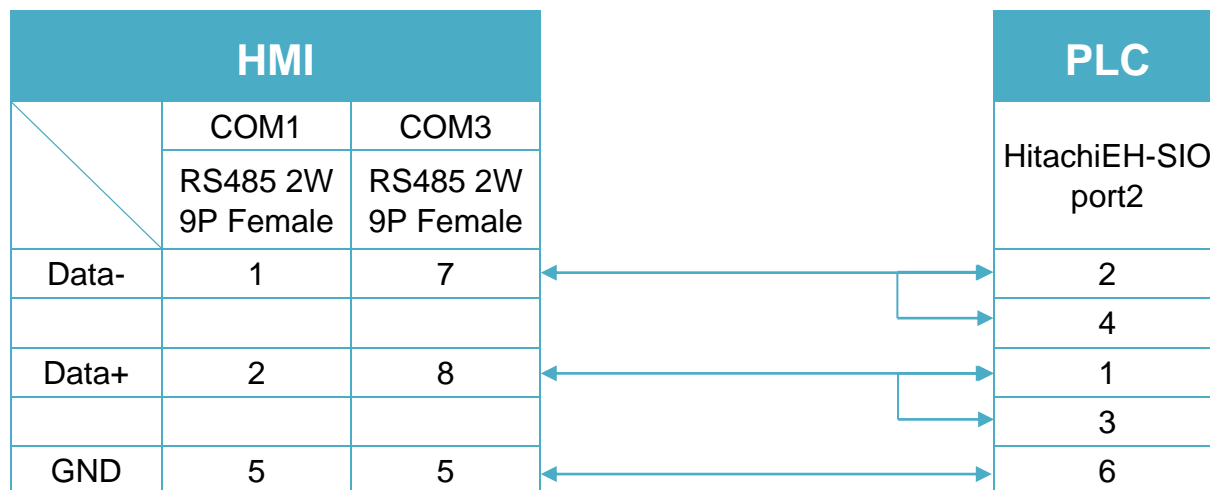 HMI PLC
COM1 COM3
HitachiEH-SIO
port2
RS485 2W RS485 2W
9P Female 9P Female
Data- 1 7 2
4
Data+ 2 8 1
3
GND 5 5 6